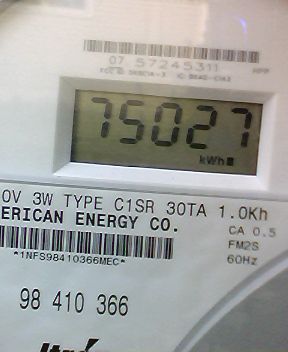 07 57245311
75027
kWh
0V 3W TYPE C1SR 30TA 1.0Kh
ERICAN ENERGY CO.
CA 0.5
FM2S
60Hz
*1NFS98410366MEC*
98 410 366